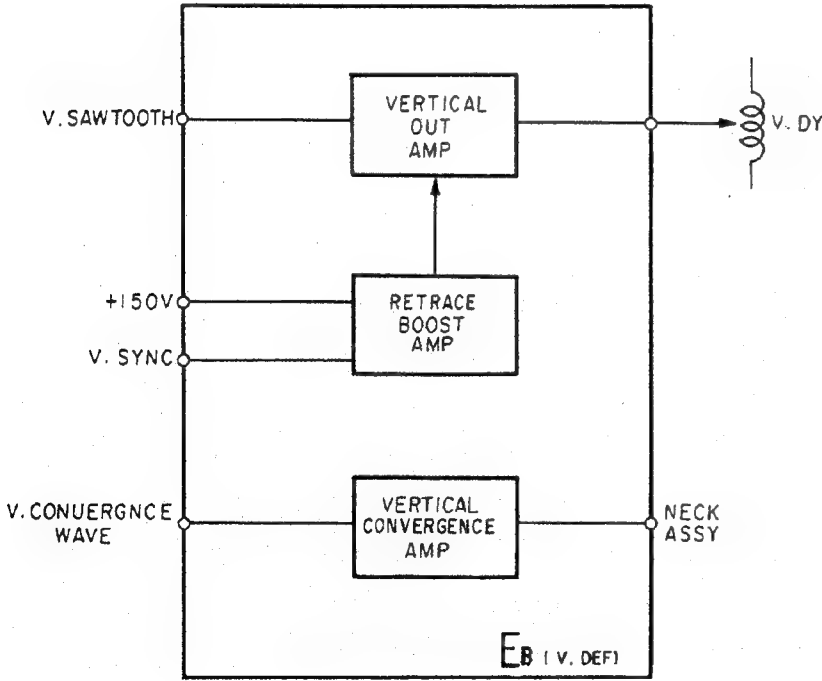 V. SAWTOOTH
VERTICAL
OUT
AMP
V. DY
+150V
V. SYNC
RETRACE
BOOST
AMP
V. CONUERGNCE
WAVE
VERTICAL
CONVERGENCE
AMP
NECK
ASSY
EB ( V. DEF)